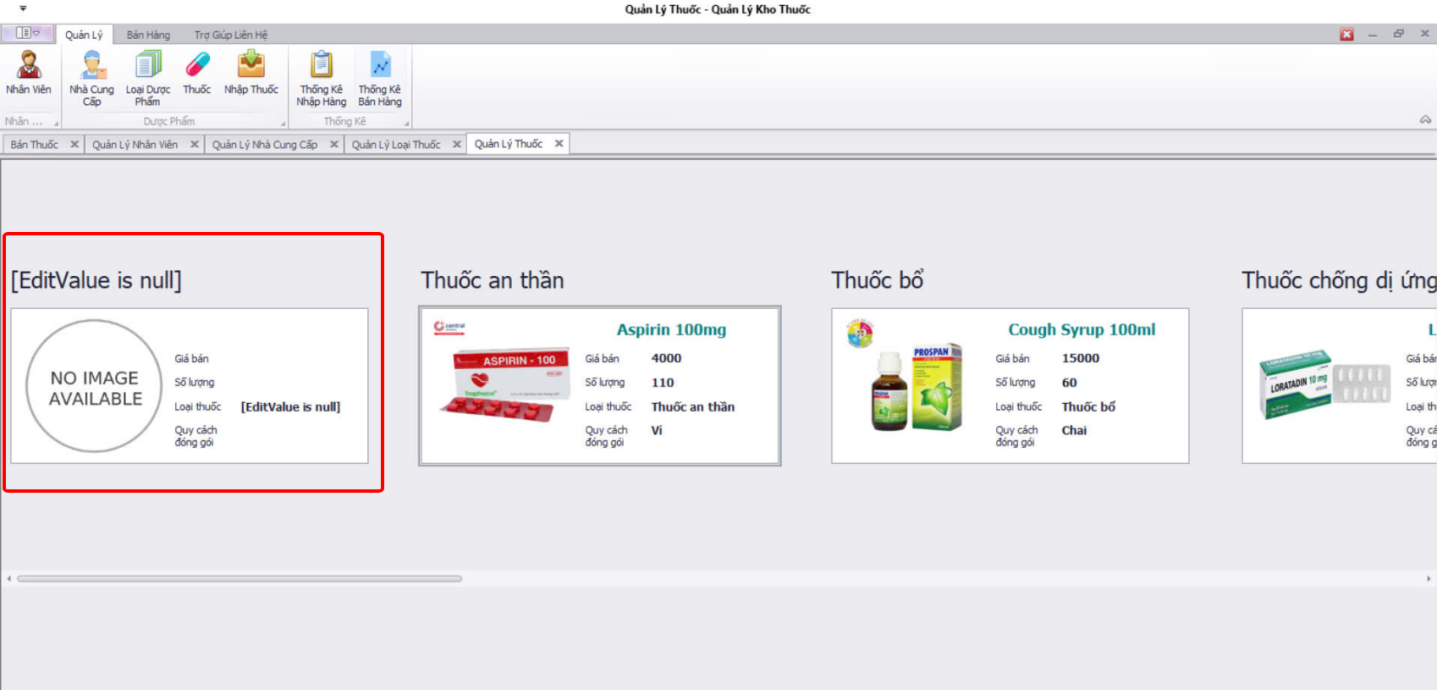 Quản Lý Thuốc - Quản Lý Kho Thuốc
Quản Lý Bán Hàng Trợ Giúp Liên Hệ
Nhân Viên
Nhà Cung Cấp
Loại Dược Phẩm
Thuốc
Nhập Thuốc
Thống Kê Nhập Hàng
Thống Kê Bán Hàng
Nhân ... Dược Phẩm Thống Kê
Bán Thuốc Quản Lý Nhân Viên Quản Lý Nhà Cung Cấp Quản Lý Loại Thuốc Quản Lý Thuốc
[EditValue is null]
NO IMAGE
AVAILABLE
Giá bán
Số lượng
Loại thuốc [EditValue is null]
Quy cách
đóng gói
Thuốc an thần
central
ASPIRIN - 100
Aspirin 100mg
Giá bán 4000
Số lượng 110
Loại thuốc Thuốc an thần
Quy cách Vỉ
đóng gói
Thuốc bổ
PROSPAN
Cough Syrup 100ml
Giá bán 15000
Số lượng 60
Loại thuốc Thuốc bổ
Quy cách Chai
đóng gói
Thuốc chống dị ứng
LORATADIN 10 mg
L
Giá bá
Số lượ
Loại th
Quy cá
đóng g